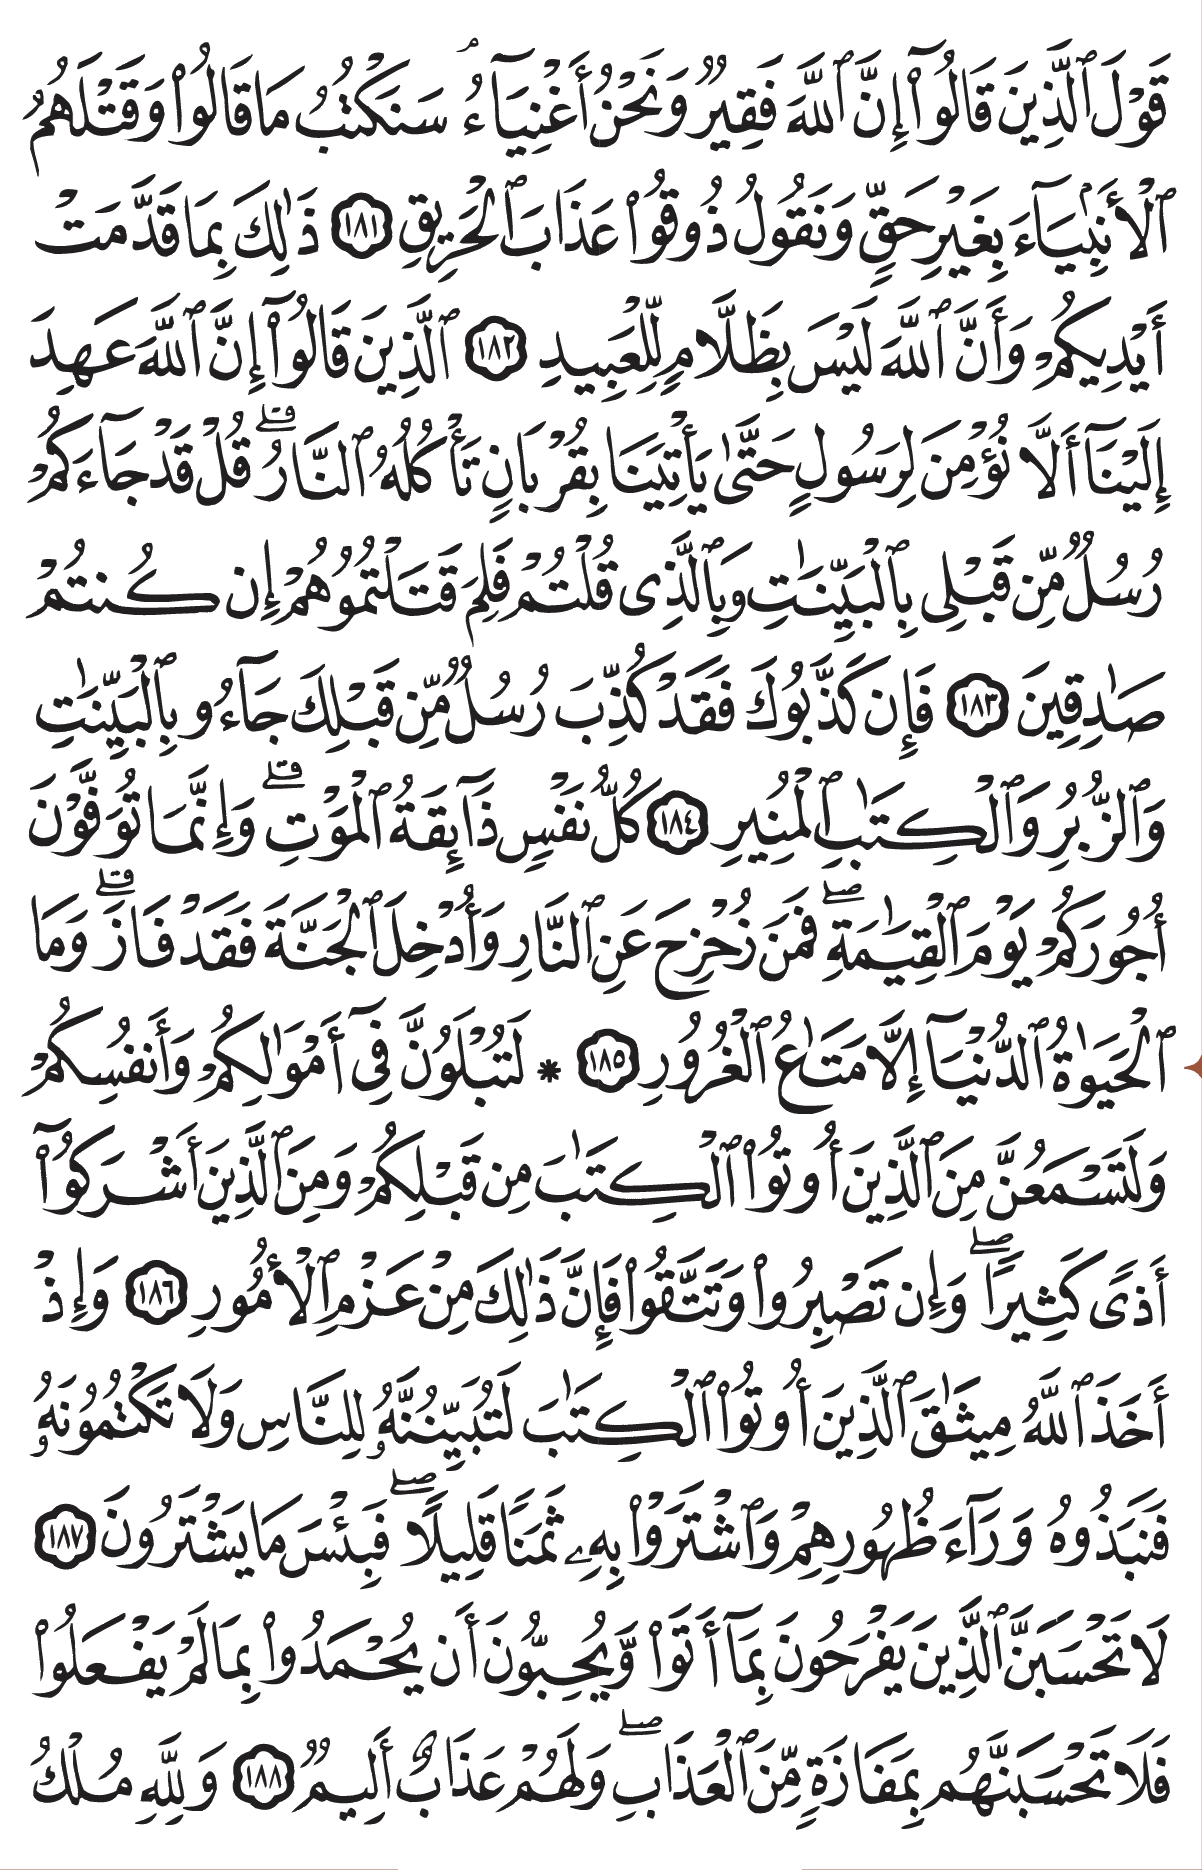 قَوْلَ ٱلَّذِينَ قَالُوٓا۟ إِنَّ ٱللَّهَ فَقِيرٌ وَنَحْنُ أَغْنِيَآءُ ۘ سَنَكْتُبُ مَا قَالُوا۟ وَقَتْلَهُمُ
ٱلْأَنۢبِيَآءَ بِغَيْرِ حَقٍّ وَنَقُولُ ذُوقُوا۟ عَذَابَ ٱلْحَرِيقِ ١٨١ ذَٰلِكَ بِمَا قَدَّمَتْ
أَيْدِيكُمْ وَأَنَّ ٱللَّهَ لَيْسَ بِظَلَّامٍ لِّلْعَبِيدِ ١٨٢ ٱلَّذِينَ قَالُوٓا۟ إِنَّ ٱللَّهَ عَهِدَ
إِلَيْنَآ أَلَّا نُؤْمِنَ لِرَسُولٍ حَتَّىٰ يَأْتِيَنَا بِقُرْبَانٍ تَأْكُلُهُ ٱلنَّارُ ۗ قُلْ قَدْ جَآءَكُمْ
رُسُلٌ مِّن قَبْلِى بِٱلْبَيِّنَـٰتِ وَبِٱلَّذِى قُلْتُمْ فَلِمَ قَتَلْتُمُوهُمْ إِن كُنتُمْ
صَـٰدِقِينَ ١٨٣ فَإِن كَذَّبُوكَ فَقَدْ كُذِّبَ رُسُلٌ مِّن قَبْلِكَ جَآءُو بِٱلْبَيِّنَـٰتِ
وَٱلزُّبُرِ وَٱلْكِتَـٰبِ ٱلْمُنِيرِ ١٨٤ كُلُّ نَفْسٍ ذَآئِقَةُ ٱلْمَوْتِ ۗ وَإِنَّمَا تُوَفَّوْنَ
أُجُورَكُمْ يَوْمَ ٱلْقِيَـٰمَةِ ۖ فَمَن زُحْزِحَ عَنِ ٱلنَّارِ وَأُدْخِلَ ٱلْجَنَّةَ فَقَدْ فَازَ ۗ وَمَا
ٱلْحَيَوٰةُ ٱلدُّنْيَآ إِلَّا مَتَـٰعُ ٱلْغُرُورِ ١٨٥ * لَتُبْلَوُنَّ فِىٓ أَمْوَٰلِكُمْ وَأَنفُسِكُمْ
وَلَتَسْمَعُنَّ مِنَ ٱلَّذِينَ أُوتُوا۟ ٱلْكِتَـٰبَ مِن قَبْلِكُمْ وَمِنَ ٱلَّذِينَ أَشْرَكُوٓا۟
أَذًى كَثِيرًا ۖ وَإِن تَصْبِرُوا۟ وَتَتَّقُوا۟ فَإِنَّ ذَٰلِكَ مِنْ عَزْمِ ٱلْأُمُورِ ١٨٦ وَإِذْ
أَخَذَ ٱللَّهُ مِيثَـٰقَ ٱلَّذِينَ أُوتُوا۟ ٱلْكِتَـٰبَ لَتُبَيِّنُنَّهُۥ لِلنَّاسِ وَلَا تَكْتُمُونَهُۥ
فَنَبَذُوهُ وَرَآءَ ظُهُورِهِمْ وَٱشْتَرَوْا۟ بِهِۦ ثَمَنًا قَلِيلًا ۖ فَبِئْسَ مَا يَشْتَرُونَ ١٨٧
لَا تَحْسَبَنَّ ٱلَّذِينَ يَفْرَحُونَ بِمَآ أَتَوا۟ وَّيُحِبُّونَ أَن يُحْمَدُوا۟ بِمَا لَمْ يَفْعَلُوا۟
فَلَا تَحْسَبَنَّهُم بِمَفَازَةٍ مِّنَ ٱلْعَذَابِ ۖ وَلَهُمْ عَذَابٌ أَلِيمٌ ١٨٨ وَلِلَّهِ مُلْكُ